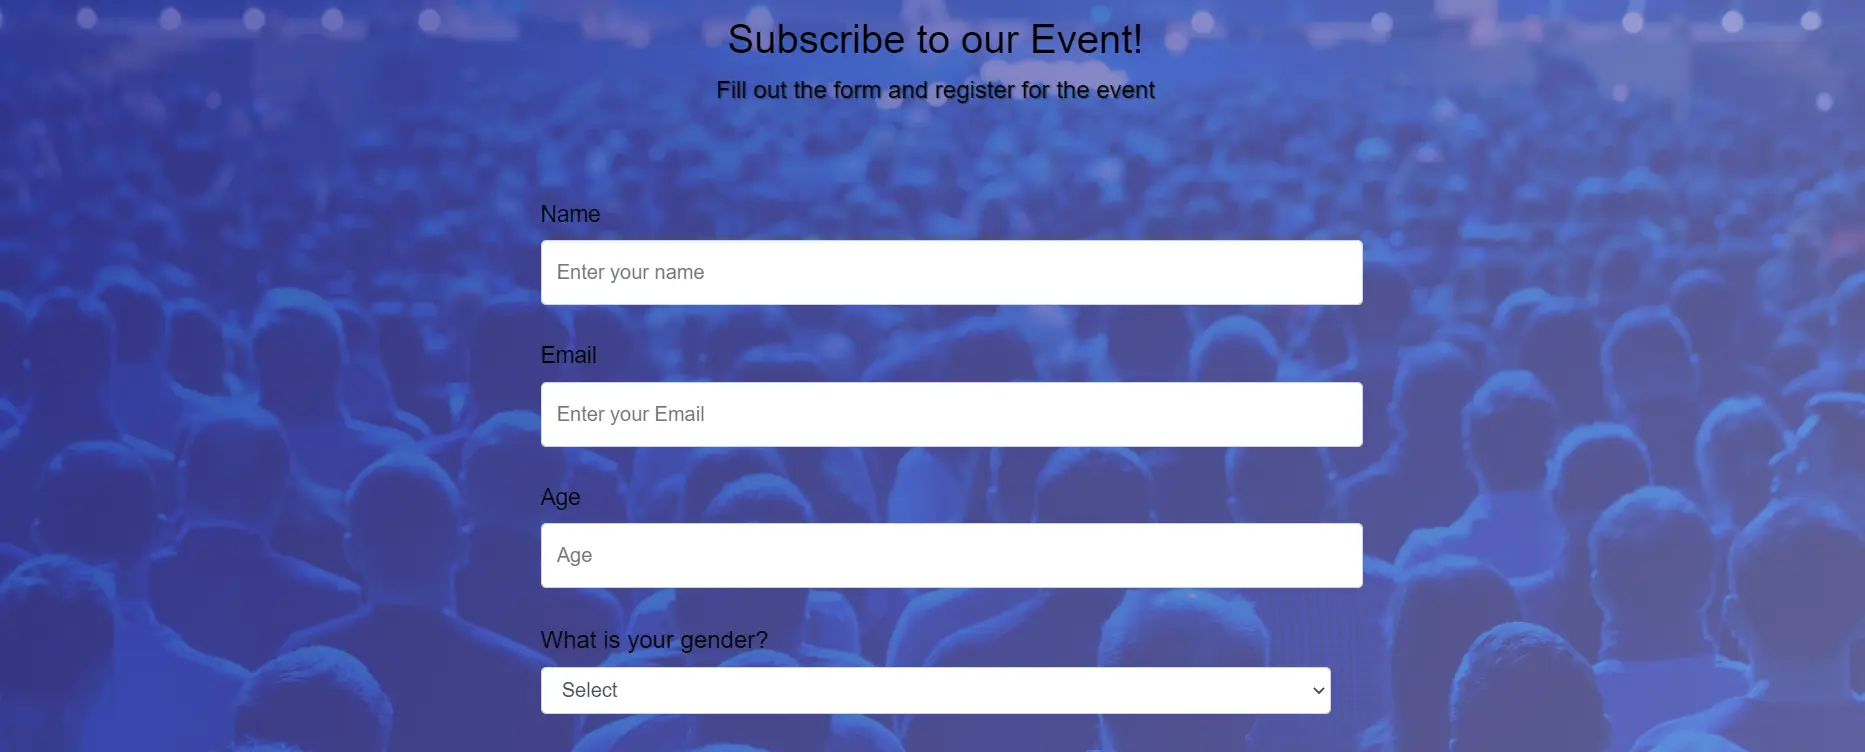 Subscribe to our Event!
Fill out the form and register for the event
Name
Enter your name
Email
Enter your Email
Age
Age
What is your gender?
Select